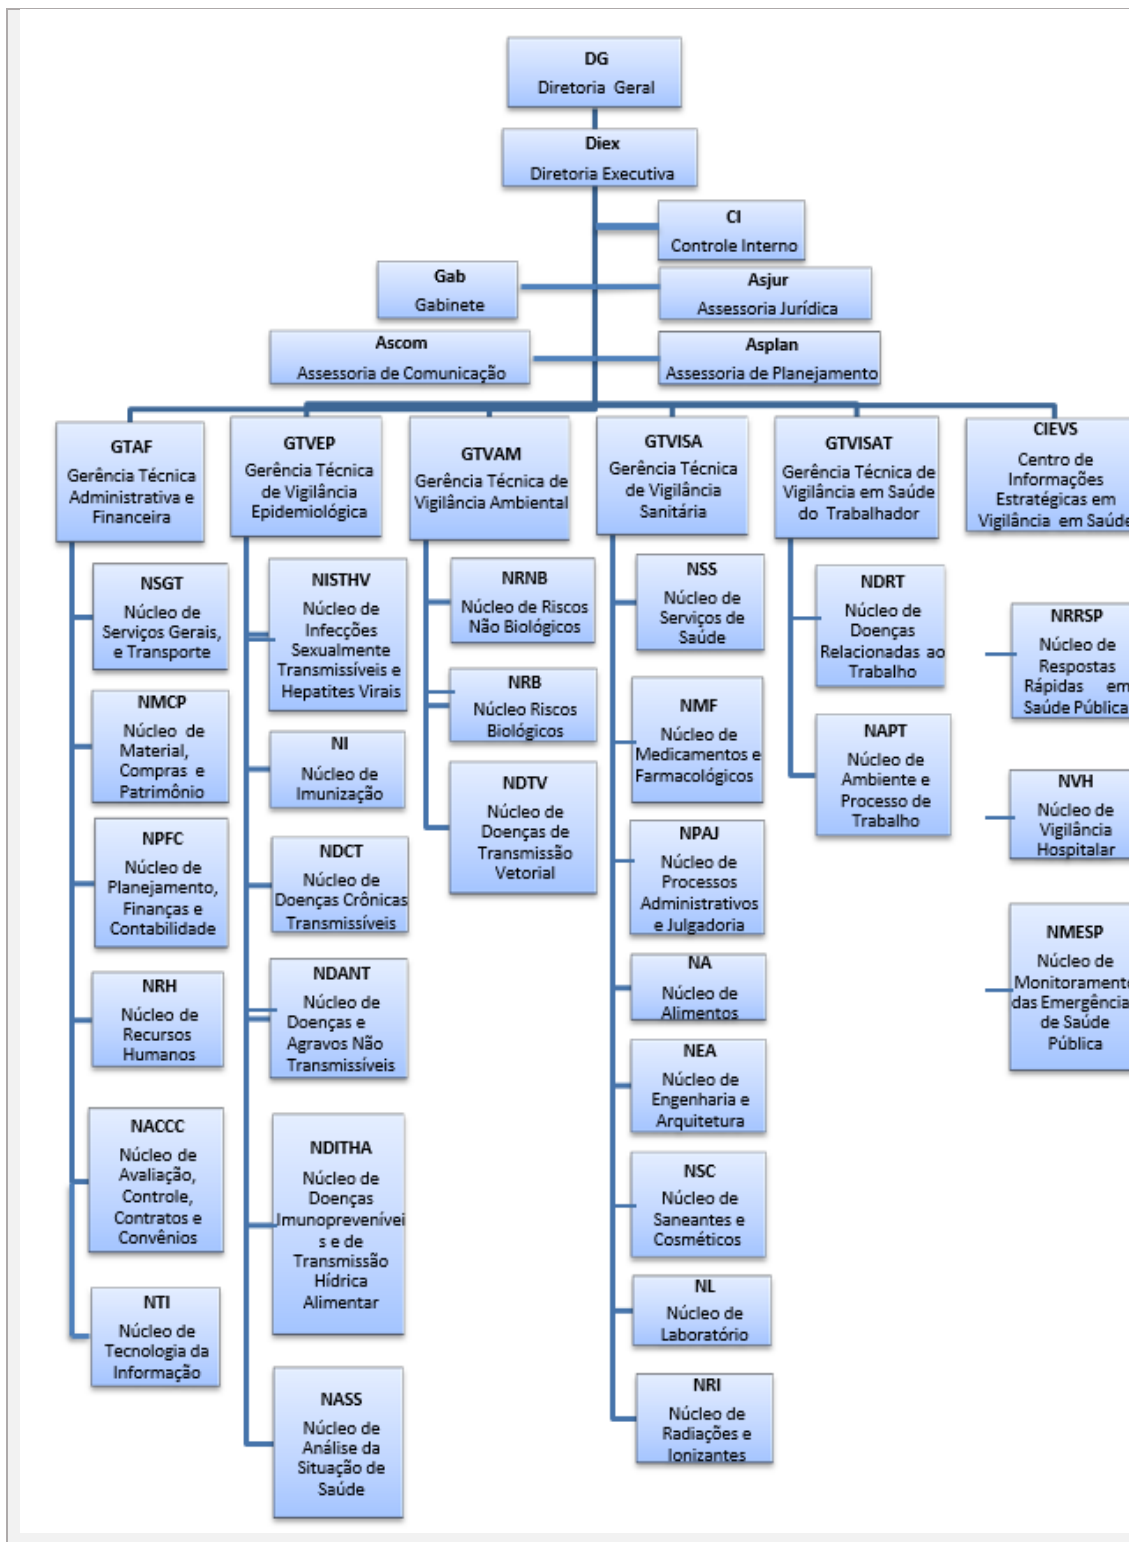 DG
Diretoria Geral
Diex
Diretoria Executiva
CI
Controle Interno
Gab
Gabinete
Asjur
Assessoria Jurídica
Ascom
Assessoria de Comunicação
Asplan
Assessoria de Planejamento
GTAF
Gerência Técnica
Administrativa e
Financeira
GTVEP
Gerência Técnica
de Vigilância
Epidemiológica
GTVAM
Gerência Técnica de
Vigilância Ambiental
GTVISA
Gerência Técnica
de Vigilância
Sanitária
GTVISAT
Gerência Técnica de
Vigilância em Saúde
do Trabalhador
CIEVS
Centro de
Informações
Estratégicas em
Vigilância em Saúde
NSGT
Núcleo de
Serviços Gerais,
e Transporte
NMCP
Núcleo de
Material,
Compras e
Patrimônio
NPFC
Núcleo de
Planejamento,
Finanças e
Contabilidade
NRH
Núcleo de
Recursos
Humanos
NACCC
Núcleo de
Avaliação,
Controle,
Contratos e
Convênios
NTI
Núcleo de
Tecnologia da
Informação
NISTHV
Núcleo de
Infecções
Sexualmente
Transmissíveis e
Hepatites Virais
NI
Núcleo de
Imunização
NDCT
Núcleo de
Doenças Crônicas
Transmissíveis
NDANT
Núcleo de
Doenças e
Agravos Não
Transmissíveis
NDITHA
Núcleo de
Doenças
Imunopreveníveis
s e de
Transmissão
Hídrica
Alimentar
NASS
Núcleo de
Análise da
Situação de
Saúde
NRNB
Núcleo de Riscos
Não Biológicos
NRB
Núcleo Riscos
Biológicos
NDTV
Núcleo de
Doenças de
Transmissão
Vetorial
NSS
Núcleo de
Serviços de
Saúde
NMF
Núcleo de
Medicamentos e
Farmacológicos
NPAJ
Núcleo de
Processos
Administrativos
e Julgadoria
NA
Núcleo de
Alimentos
NEA
Núcleo de
Engenharia e
Arquitetura
NSC
Núcleo de
Saneantes e
Cosméticos
NL
Núcleo de
Laboratório
NRI
Núcleo de
Radiações e
Ionizantes
NDRT
Núcleo de
Doenças
Relacionadas ao
Trabalho
NAPT
Núcleo de
Ambiente e
Processo de
Trabalho
NRRSP
Núcleo de
Respostas
Rápidas em
Saúde Pública
NVH
Núcleo de
Vigilância
Hospitalar
NMESP
Núcleo de
Monitoramento
das Emergência
de Saúde
Pública